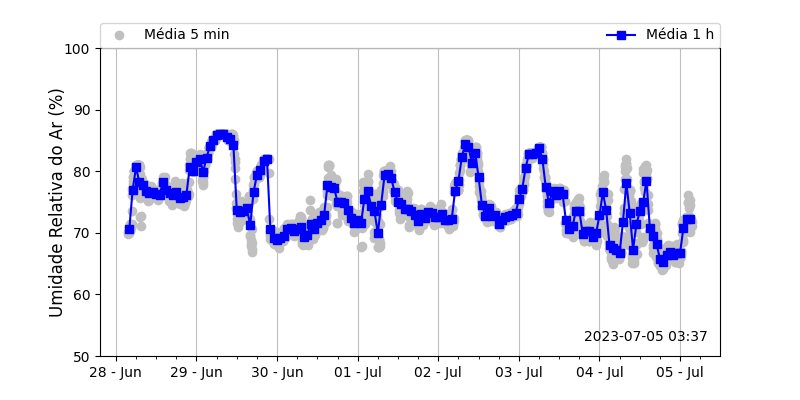 Média 5 min
Média 1 h
Umidade Relativa do Ar (%)
100
90
80
70
60
50
2023-07-05 03:37
28 - Jun
29 - Jun
30 - Jun
01 - Jul
02 - Jul
03 - Jul
04 - Jul
05 - Jul